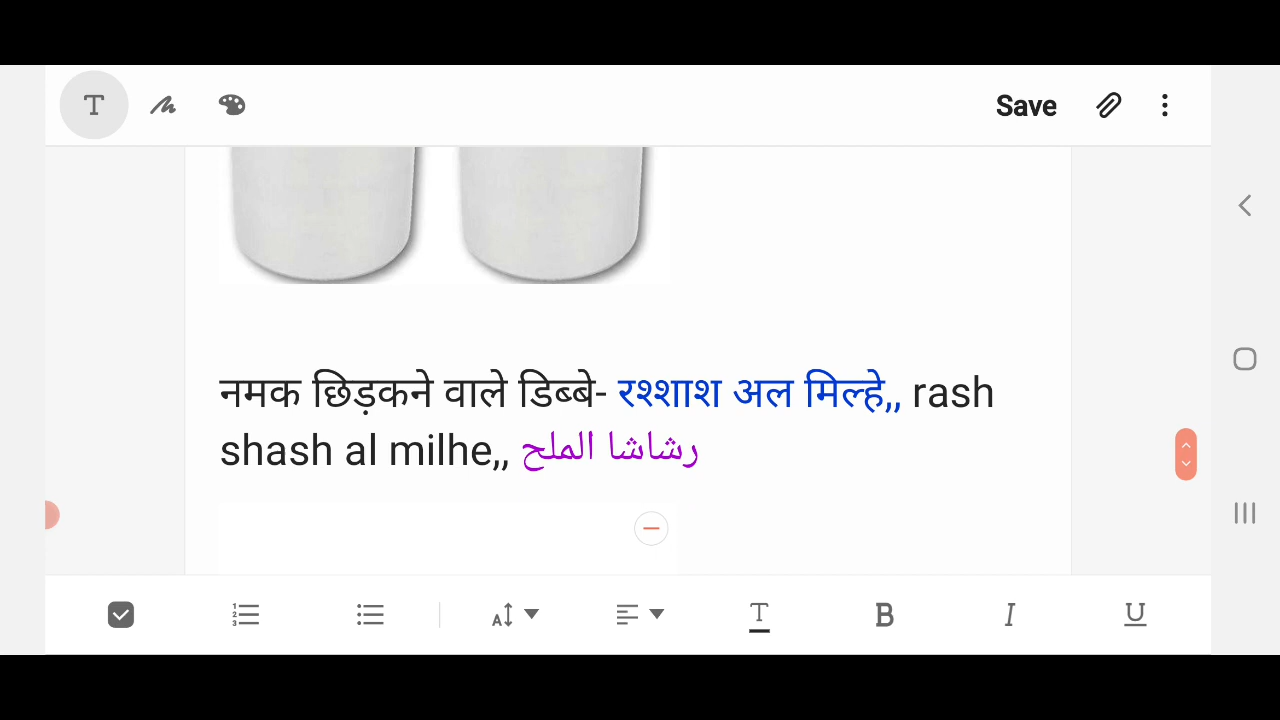 Save
नमक छिड़कने वाले डिब्बे- रश्शाश अल मिल्हे,, rash
shash al milhe,, رشاشا الملح